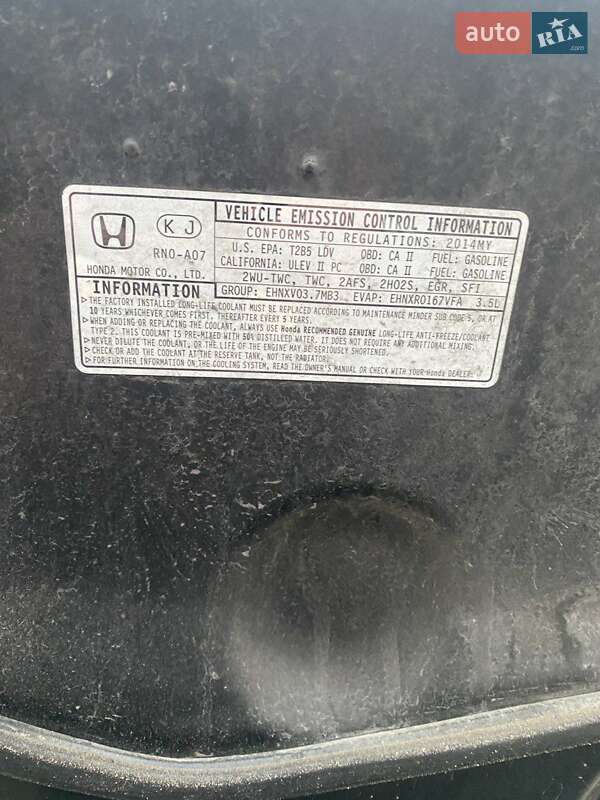 auto RIA.com
VEHICLE EMISSION CONTROL INFORMATION
CONFORMS TO REGULATIONS: 2014MY
U.S. EPA: T2B5 LDV OBD: CA II FUEL: GASOLINE
CALIFORNIA: ULEV II PC OBD: CA II FUEL: GASOLINE
2WU-TWC, TWC, 2AFS, 2HO2S, EGR, SFI
GROUP: EHNXV03.7MB3 EVAP: EHNXR0167VFA 3.5L
K J
RN0-A07
HONDA MOTOR CO., LTD.
INFORMATION
▷THE FACTORY INSTALLED LONG-LIFE COOLANT MUST BE REPLACED ACCORDING TO MAINTENANCE MINDER SUB CODE 5, OR AT
10 YEARS WHICHEVER COMES FIRST, THEREAFTER EVERY 5 YEARS.
▷WHEN ADDING OR REPLACING THE COOLANT, ALWAYS USE Honda RECOMMENDED GENUINE LONG-LIFE ANTI-FREEZE/COOLANT
TYPE 2. THIS COOLANT IS PRE-MIXED WITH 50% DISTILLED WATER. IT DOES NOT REQUIRE ANY ADDITIONAL MIXING.
▷NEVER DILUTE THE COOLANT, OR THE LIFE OF THE ENGINE MAY BE SERIOUSLY SHORTENED.
▷CHECK OR ADD THE COOLANT AT THE RESERVE TANK, NOT THE RADIATOR.
▷FOR FURTHER INFORMATION ON THE COOLING SYSTEM, READ THE OWNER'S MANUAL OR CHECK WITH YOUR Honda DEALER.